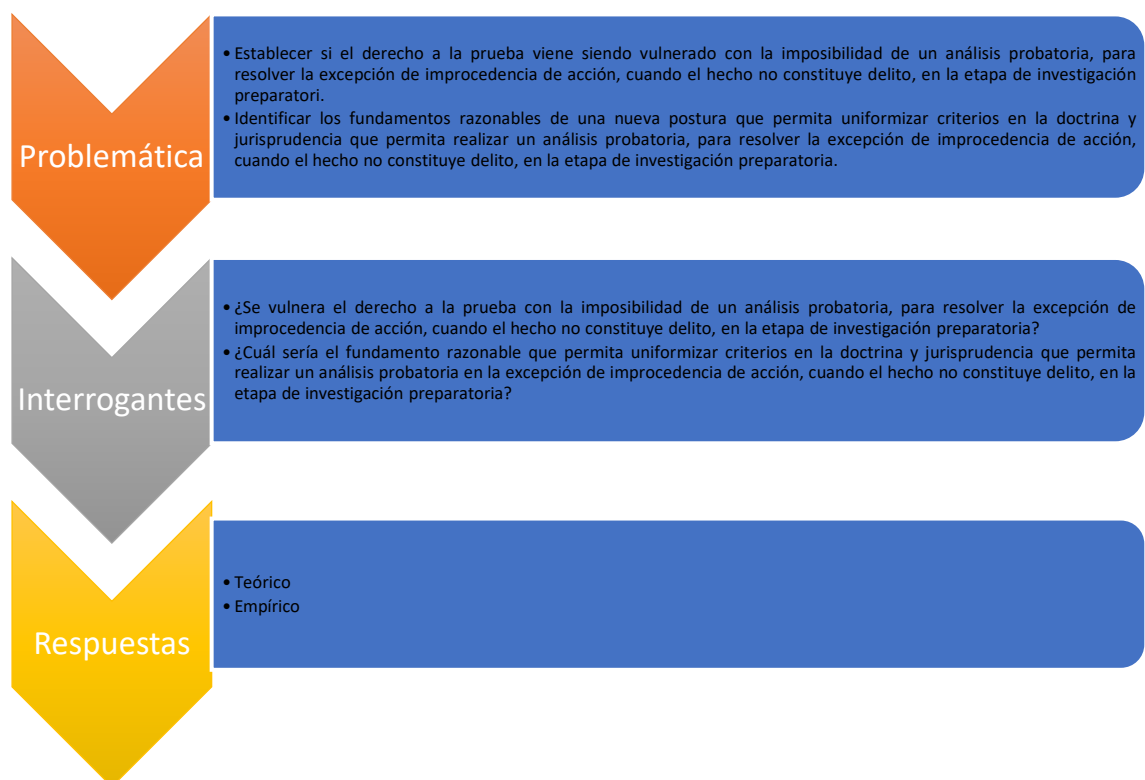 Problemática
• Establecer si el derecho a la prueba viene siendo vulnerado con la imposibilidad de un análisis probatoria, para
resolver la excepción de improcedencia de acción, cuando el hecho no constituye delito, en la etapa de investigación
preparatori.
• Identificar los fundamentos razonables de una nueva postura que permita uniformizar criterios en la doctrina y
jurisprudencia que permita realizar un análisis probatoria, para resolver la excepción de improcedencia de acción,
cuando el hecho no constituye delito, en la etapa de investigación preparatoria.
Interrogantes
• ¿Se vulnera el derecho a la prueba con la imposibilidad de un análisis probatoria, para resolver la excepción de
improcedencia de acción, cuando el hecho no constituye delito, en la etapa de investigación preparatoria?
• ¿Cuál sería el fundamento razonable que permita uniformizar criterios en la doctrina y jurisprudencia que permita
realizar un análisis probatoria en la excepción de improcedencia de acción, cuando el hecho no constituye delito, en la
etapa de investigación preparatoria?
Respuestas
• Teórico
• Empírico